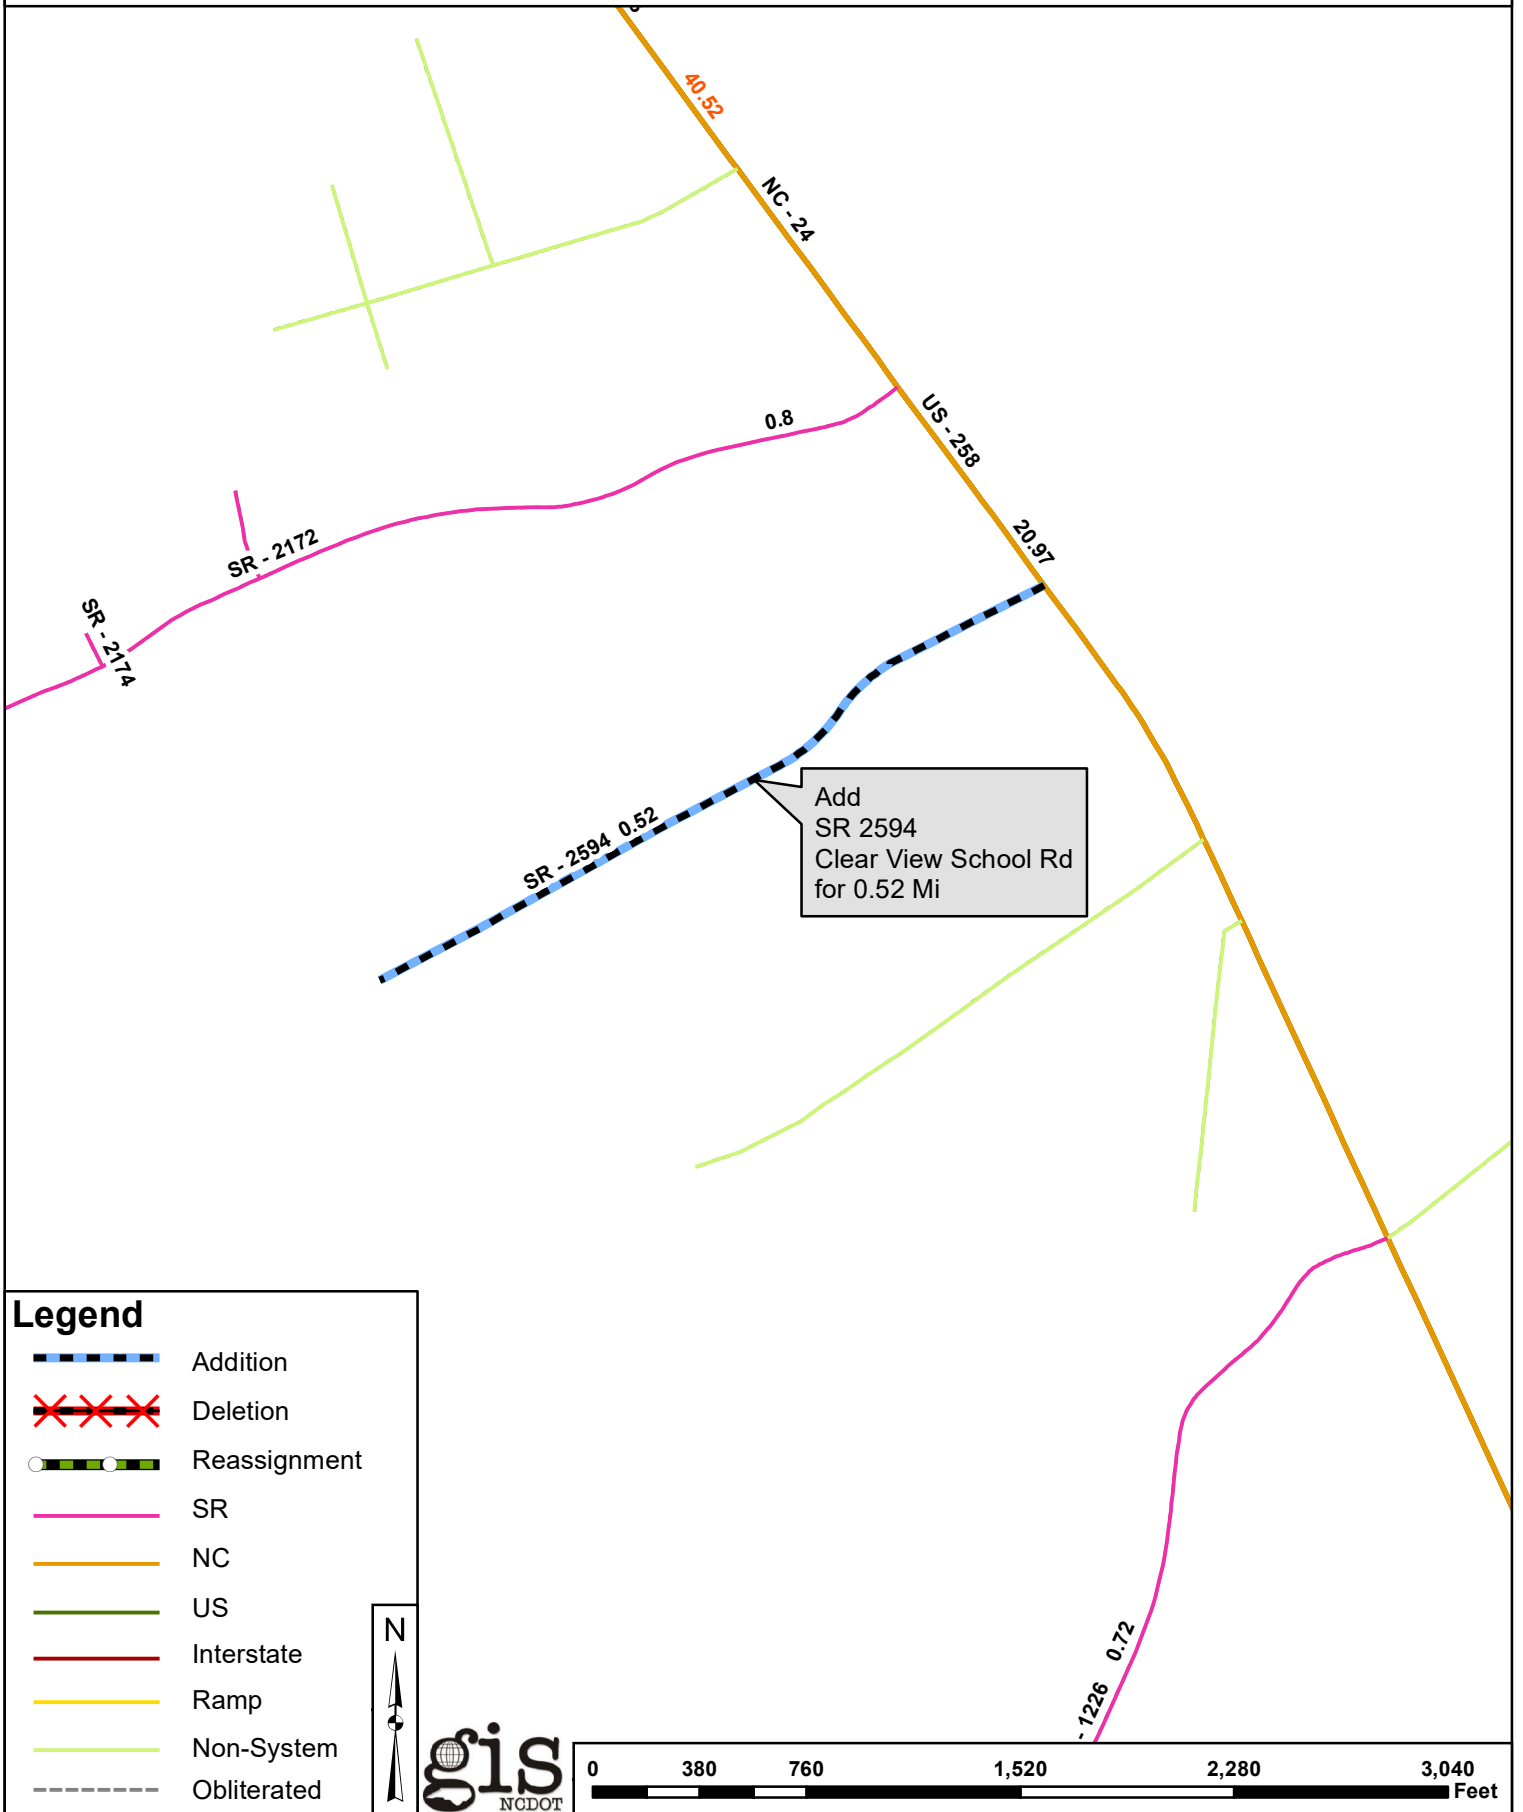 40.52
NC - 24
US - 258
0.8
20.97
SR - 2172
SR - 2174
SR - 2594 0.52
Add
SR 2594
Clear View School Rd
for 0.52 Mi
- 1226 0.72
Legend
Addition
Deletion
Reassignment
SR
NC
US
Interstate
Ramp
Non-System
Obliterated
N
gis
NCDOT
0 380 760 1,520 2,280 3,040
Feet